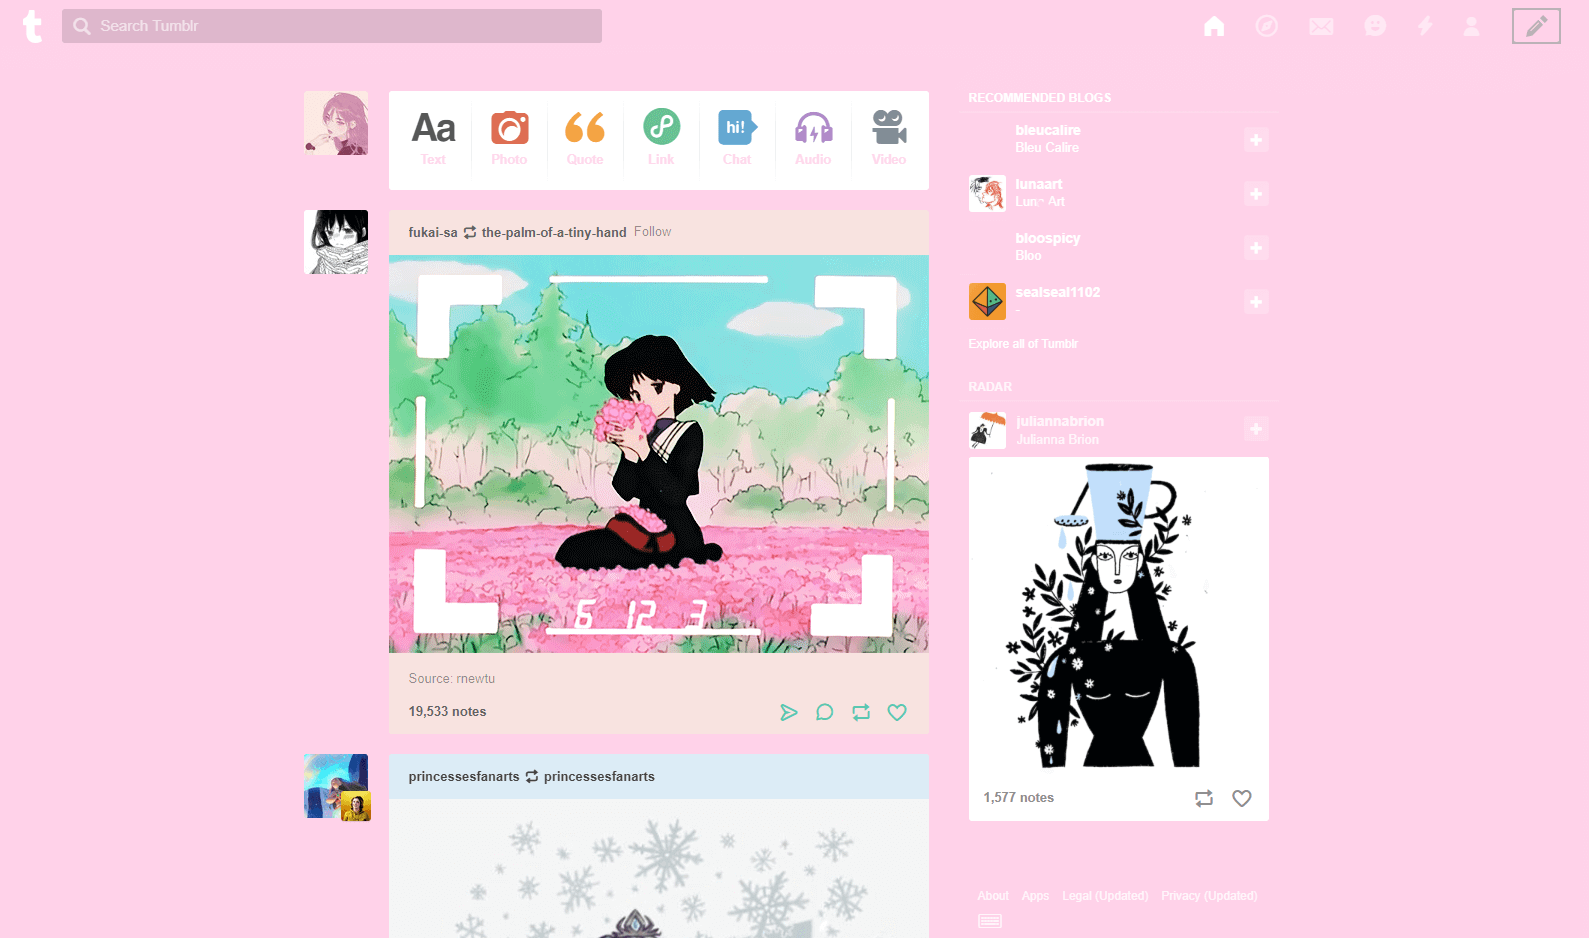 t
Search Tumblr
Aa
hi!
Text
Photo
Quote
Link
Chat
Audio
Video
fukai-sa the-palm-of-a-tiny-hand Follow
6 12 3
Source: rnewtu
19,533 notes
princessesfanarts princessesfanarts
RECOMMENDED BLOGS
bleucalire
Bleu Calire
lunaart
Luna Art
bloospicy
Bloo
sealseal1102
-
Explore all of Tumblr
RADAR
juliannabrion
Julianna Brion
1,577 notes
About Apps Legal (Updated) Privacy (Updated)